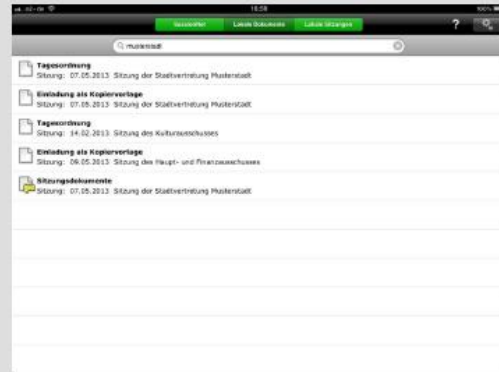 18:58
100%
Lokale Dokumente
Lokale Sitzungen
?
musterstadt
Tagesordnung
Sitzung: 07.05.2013 Sitzung der Stadtvertretung Musterstadt
Einladung als Kopiervorlage
Sitzung: 07.05.2013 Sitzung der Stadtvertretung Musterstadt
Tagesordnung
Sitzung: 14.02.2013 Sitzung des Kulturausschusses
Einladung als Kopiervorlage
Sitzung: 09.05.2013 Sitzung des Haupt- und Finanzausschusses
Sitzungsdokumente
Sitzung: 07.05.2013 Sitzung der Stadtvertretung Musterstadt